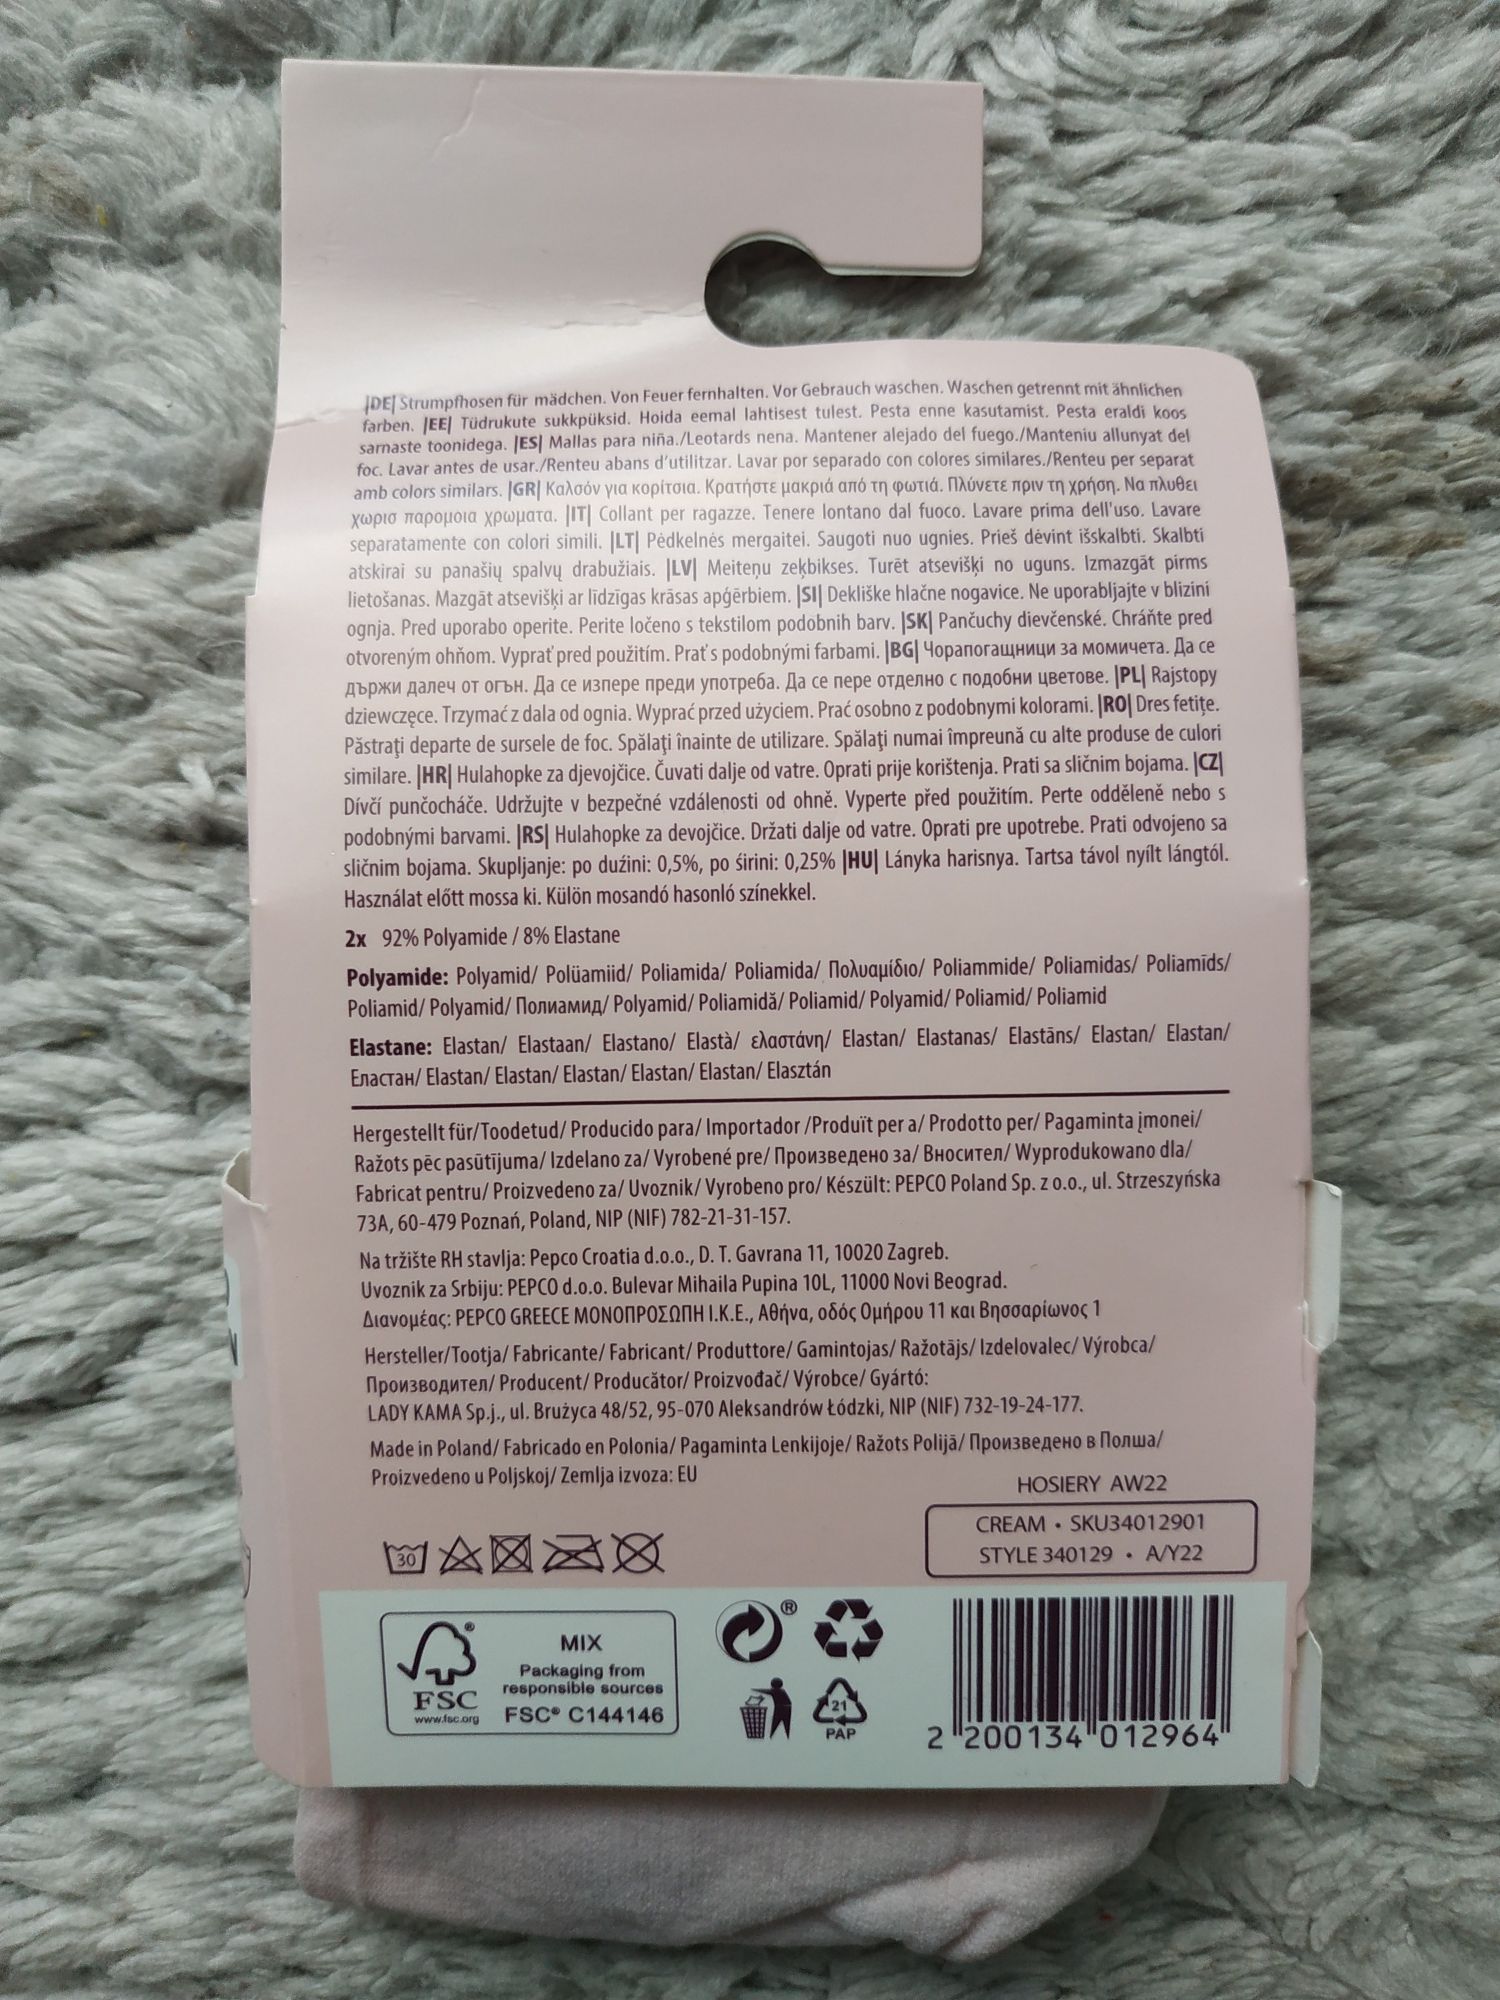 |DE| Strumpfhosen für mädchen. Von Feuer fernhalten. Vor Gebrauch waschen. Waschen getrennt mit ähnlichen
farben. |EE| Tüdrukute sukkpüksid. Hoida eemal lahtisest tulest. Pesta enne kasutamist. Pesta eraldi koos
sarnaste toonidega. |ES| Mallas para niña./Leotards nena. Mantener alejado del fuego./Manteniu allunyat del
foc. Lavar antes de usar./Renteu abans d'utilitzar. Lavar por separado con colores similares./Renteu per separat
amb colors similars. |GR| Καλσόν για κορίτσια. Κρατήστε μακριά από τη φωτιά. Πλύνετε πριν τη χρήση. Να πλυθει
χωρισ παρομοια χρωματα. |IT| Collant per ragazze. Tenere lontano dal fuoco. Lavare prima dell'uso. Lavare
separatamente con colori simili. |LT| Pėdkelnės mergaitei. Saugoti nuo ugnies. Prieš dėvint išskalbti. Skalbti
atskirai su panašių spalvų drabužiais. |LV| Meiteņu zeķbikses. Turēt atsevišķi no uguns. Izmazgāt pirms
lietošanas. Mazgāt atsevišķi ar līdzīgas krāsas apģērbiem. |SI| Dekliške hlačne nogavice. Ne uporabljajte v blizini
ognja. Pred uporabo operite. Perite ločeno s tekstilom podobnih barv. |SK| Pančuchy dievčenské. Chráňte pred
otvoreným ohňom. Vyprať pred použitím. Prať s podobnými farbami. |BG| Чорапогащници за момичета. Да се
държи далеч от огън. Да се изпере преди употреба. Да се пере отделно с подобни цветове. |PL| Rajstopy
dziewczęce. Trzymać z dala od ognia. Wyprać przed użyciem. Prać osobno z podobnymi kolorami. |RO| Dres fetițe.
Păstrați departe de sursele de foc. Spălați înainte de utilizare. Spălați numai împreună cu alte produse de culori
similare. |HR| Hulahopke za djevojčice. Čuvati dalje od vatre. Oprati prije korištenja. Prati sa sličnim bojama. |CZ|
Dívčí punčocháče. Udržujte v bezpečné vzdálenosti od ohně. Vyperte před použitím. Perte odděleně nebo s
podobnými barvami. |RS| Hulahopke za devojčice. Držati dalje od vatre. Oprati pre upotrebe. Prati odvojeno sa
sličnim bojama. Skupljanje: po dužini: 0,5%, po širini: 0,25% |HU| Lányka harisnya. Tartsa távol nyílt lángtól.
Használat előtt mossa ki. Külön mosandó hasonló színekkel.
2x 92% Polyamide / 8% Elastane
Polyamide: Polyamid/ Polüamiid/ Poliamida/ Poliamida/ Πολυαμίδιο/ Poliammide/ Poliamidas/ Poliamīds/
Poliamid/ Polyamid/ Полиамид/ Polyamid/ Poliamidă/ Poliamid/ Polyamid/ Poliamid/ Poliamid
Elastane: Elastan/ Elastaan/ Elastano/ Elastà/ ελαστάνη/ Elastan/ Elastanas/ Elastāns/ Elastan/ Elastan/
Еластан/ Elastan/ Elastan/ Elastan/ Elastan/ Elastan/ Elasztán
Hergestellt für/Toodetud/ Producido para/ Importador /Produït per a/ Prodotto per/ Pagaminta įmonei/
Ražots pēc pasūtījuma/ Izdelano za/ Vyrobené pre/ Произведено за/ Вносител/ Wyprodukowano dla/
Fabricat pentru/ Proizvedeno za/ Uvoznik/ Vyrobeno pro/ Készült: PEPCO Poland Sp. z o.o., ul. Strzeszyńska
73A, 60-479 Poznań, Poland, NIP (NIF) 782-21-31-157.
Na tržište RH stavlja: Pepco Croatia d.o.o., D. T. Gavrana 11, 10020 Zagreb.
Uvoznik za Srbiju: PEPCO d.o.o. Bulevar Mihaila Pupina 10L, 11000 Novi Beograd.
Διανομέας: PEPCO GREECE ΜΟΝΟΠΡΟΣΩΠΗ Ι.Κ.Ε., Αθήνα, οδός Ομήρου 11 και Βησσαρίωνος 1
Hersteller/Tootja/ Fabricante/ Fabricant/ Produttore/ Gamintojas/ Ražotājs/ Izdelovalec/ Výrobca/
Производител/ Producent/ Producător/ Proizvođač/ Výrobce/ Gyártó:
LADY KAMA Sp.j., ul. Brużyca 48/52, 95-070 Aleksandrów Łódzki, NIP (NIF) 732-19-24-177.
Made in Poland/ Fabricado en Polonia/ Pagaminta Lenkijoje/ Ražots Polijā/ Произведено в Полша/
Proizvedeno u Poljskoj/ Zemlja izvoza: EU
HOSIERY AW22
CREAM • SKU34012901
STYLE 340129 • A/Y22
30
FSC
www.fsc.org
MIX
Packaging from
responsible sources
FSC® C144146
®
21
PAP
2 200134 012964